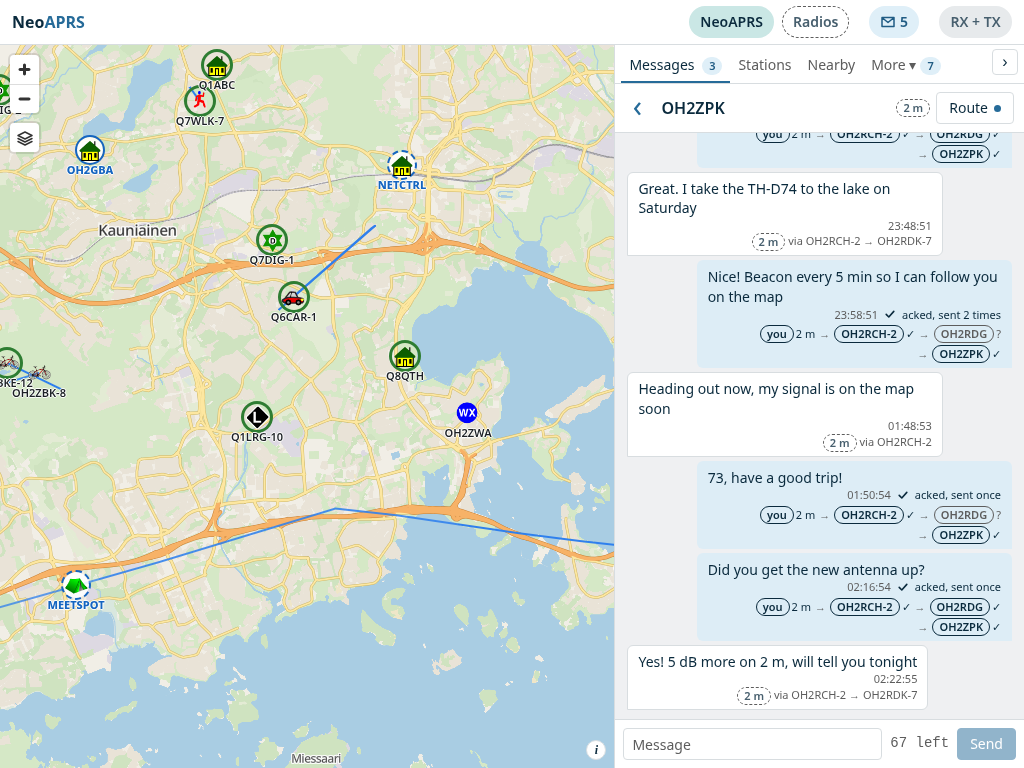 NeoAPRS
NeoAPRS
Radios
5
RX + TX
Messages 3
Stations
Nearby
More ▾ 7
›
+
−
Q1ABC
Q7WLK-7
OH2GBA
NETCTRL
Kauniainen
D
Q7DIG-1
Q6CAR-1
Q8QTH
OH2ZBK-8
L
Q1LRG-10
WX
OH2ZWA
MEETSPOT
Miessaari
i
OH2ZPK
2 m
Route
you 2 m → OH2RCH-2 ✓ → OH2RDG ✓
→ OH2ZPK ✓
Great. I take the TH-D74 to the lake on
Saturday
23:48:51
2 m via OH2RCH-2 → OH2RDK-7
Nice! Beacon every 5 min so I can follow you
on the map
23:58:51 ✓ acked, sent 2 times
you 2 m → OH2RCH-2 ✓ → OH2RDG ?
→ OH2ZPK ✓
Heading out now, my signal is on the map
soon
01:48:53
2 m via OH2RCH-2
73, have a good trip!
01:50:54 ✓ acked, sent once
you 2 m → OH2RCH-2 ✓ → OH2RDG ?
→ OH2ZPK ✓
Did you get the new antenna up?
02:16:54 ✓ acked, sent once
you 2 m → OH2RCH-2 ✓ → OH2RDG ✓
→ OH2ZPK ✓
Yes! 5 dB more on 2 m, will tell you tonight
02:22:55
2 m via OH2RCH-2 → OH2RDK-7
Message
67 left
Send